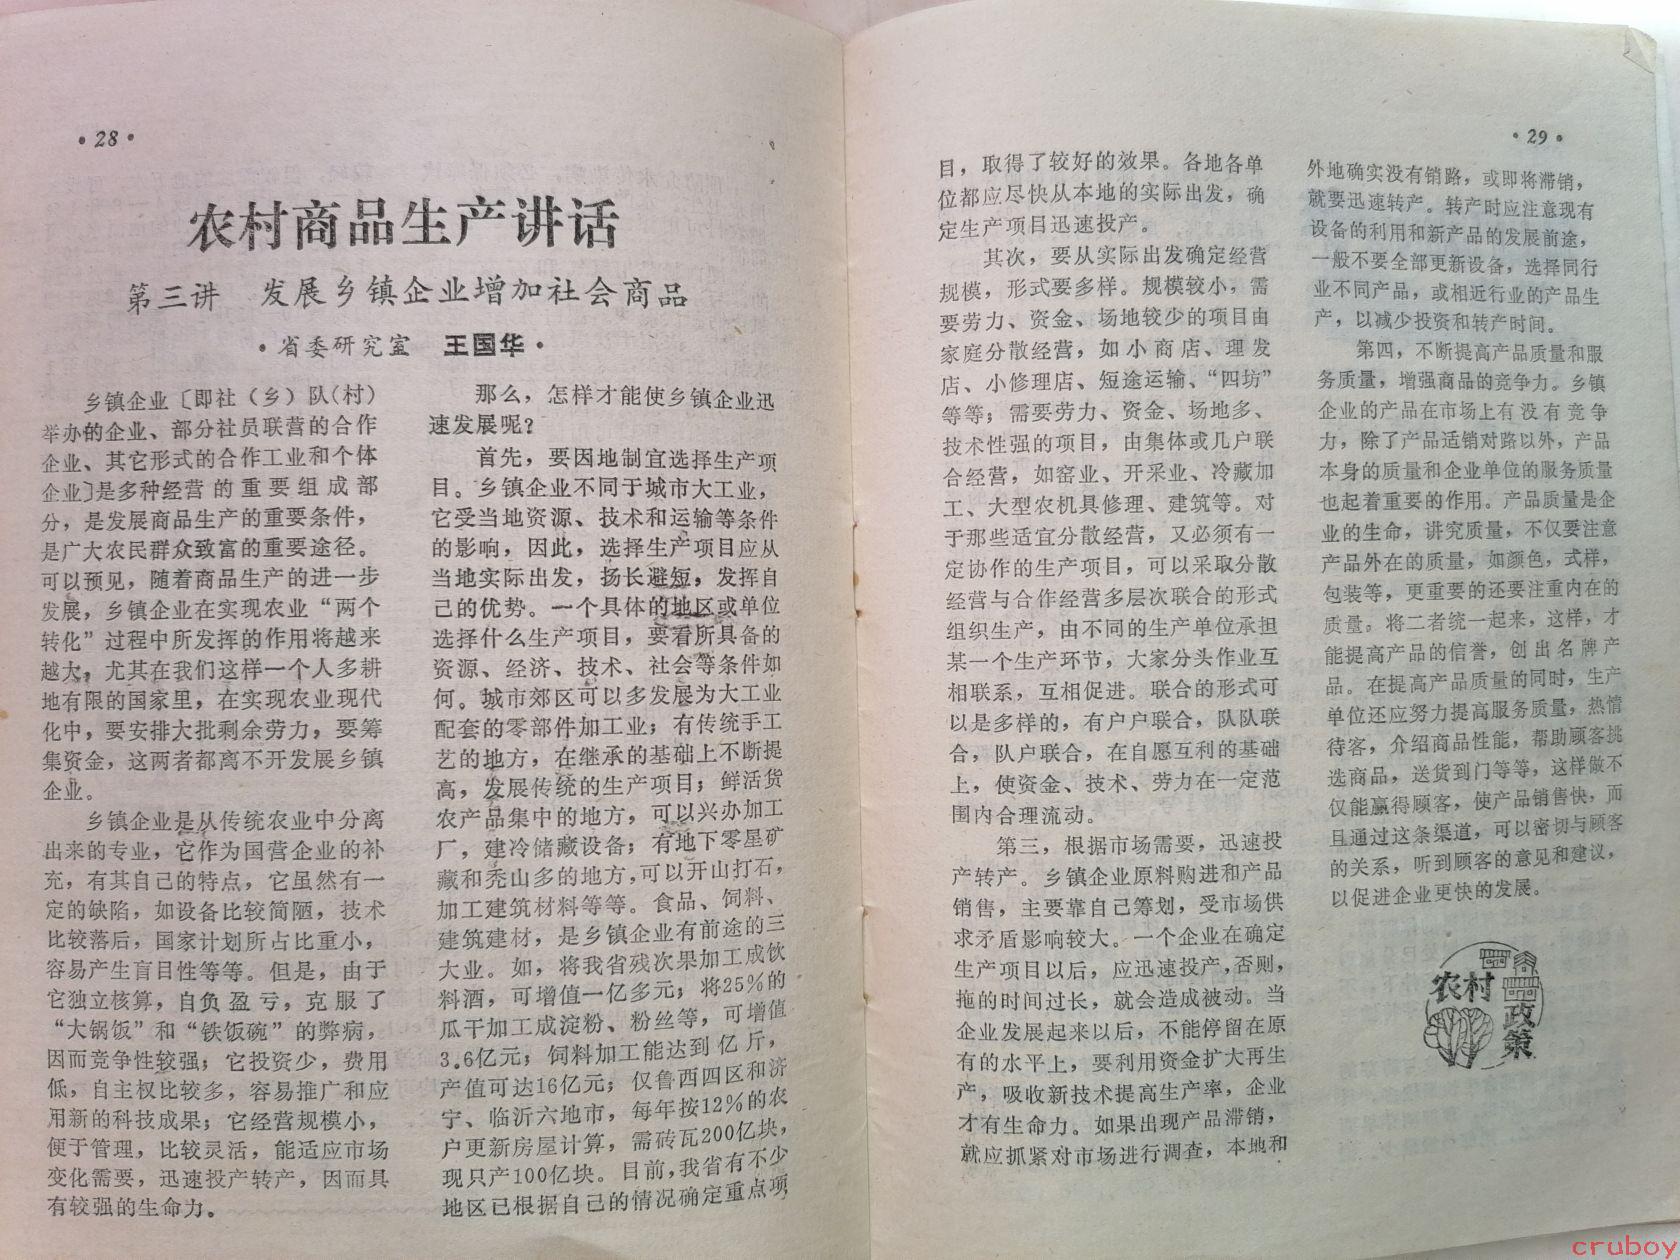 ·28·
农村商品生产讲话
第三讲 发展乡镇企业增加社会商品
·省委研究室 王国华·
乡镇企业〔即社（乡）队(村)
举办的企业、部分社员联营的合作
企业、其它形式的合作工业和个体
企业〕是多种经营的重要组成部
分，是发展商品生产的重要条件，
是广大农民群众致富的重要途径。
可以预见，随着商品生产的进一步
发展，乡镇企业在实现农业“两个
转化”过程中所发挥的作用将越来
越大，尤其在我们这样一个人多耕
地有限的国家里，在实现农业现代
化中，要安排大批剩余劳力，要筹
集资金，这两者都离不开发展乡镇
企业。
乡镇企业是从传统农业中分离
出来的专业，它作为国营企业的补
充，有其自己的特点，它虽然有一
定的缺陷，如设备比较简陋，技术
比较落后，国家计划所占比重小，
容易产生盲目性等等。但是，由于
它独立核算，自负盈亏，克服了
“大锅饭”和“铁饭碗”的弊病，
因而竞争性较强；它投资少，费用
低，自主权比较多，容易推广和应
用新的科技成果；它经营规模小，
便于管理，比较灵活，能适应市场
变化需要，迅速投产转产，因而具
有较强的生命力。
那么，怎样才能使乡镇企业迅
速发展呢？
首先，要因地制宜选择生产项
目。乡镇企业不同于城市大工业，
它受当地资源、技术和运输等条件
的影响，因此，选择生产项目应从
当地实际出发，扬长避短，发挥自
己的优势。一个具体的地区或单位
选择什么生产项目，要看所具备的
资源、经济、技术、社会等条件如
何。城市郊区可以多发展为大工业
配套的零部件加工业；有传统手工
艺的地方，在继承的基础上不断提
高，发展传统的生产项目；鲜活货
农产品集中的地方，可以兴办加工
厂，建冷储藏设备；有地下零星矿
藏和秃山多的地方，可以开山打石，
加工建筑材料等等。食品、饲料、
建筑建材，是乡镇企业有前途的三
大业。如，将我省残次果加工成饮
料酒，可增值一亿多元；将25%的
瓜干加工成淀粉、粉丝等，可增值
3.6亿元；饲料加工能达到亿斤，
产值可达16亿元；仅鲁西四区和济
宁、临沂六地市，每年按12%的农
户更新房屋计算，需砖瓦200亿块，
现只产100亿块。目前，我省有不少
地区已根据自己的情况确定重点项
·29·
目，取得了较好的效果。各地各单
位都应尽快从本地的实际出发，确
定生产项目迅速投产。
其次，要从实际出发确定经营
规模，形式要多样。规模较小，需
要劳力、资金、场地较少的项目由
家庭分散经营，如小商店、理发
店、小修理店、短途运输、“四坊”
等等；需要劳力、资金、场地多、
技术性强的项目，由集体或几户联
合经营，如窑业、开采业、冷藏加
工、大型农机具修理、建筑等。对
于那些适宜分散经营，又必须有一
定协作的生产项目，可以采取分散
经营与合作经营多层次联合的形式
组织生产，由不同的生产单位承担
某一个生产环节，大家分头作业互
相联系，互相促进。联合的形式可
以是多样的，有户户联合，队队联
合，队户联合，在自愿互利的基础
上，使资金、技术、劳力在一定范
围内合理流动。
第三，根据市场需要，迅速投
产转产。乡镇企业原料购进和产品
销售，主要靠自己筹划，受市场供
求矛盾影响较大。一个企业在确定
生产项目以后，应迅速投产，否则，
拖的时间过长，就会造成被动。当
企业发展起来以后，不能停留在原
有的水平上，要利用资金扩大再生
产，吸收新技术提高生产率，企业
才有生命力。如果出现产品滞销，
就应抓紧对市场进行调查，本地和
外地确实没有销路，或即将滞销，
就要迅速转产。转产时应注意现有
设备的利用和新产品的发展前途，
一般不要全部更新设备，选择同行
业不同产品，或相近行业的产品生
产，以减少投资和转产时间。
第四，不断提高产品质量和服
务质量，增强商品的竞争力。乡镇
企业的产品在市场上有没有竞争
力，除了产品适销对路以外，产品
本身的质量和企业单位的服务质量
也起着重要的作用。产品质量是企
业的生命，讲究质量，不仅要注意
产品外在的质量，如颜色，式样，
包装等，更重要的还要注重内在的
质量。将二者统一起来，这样，才
能提高产品的信誉，创出名牌产
品。在提高产品质量的同时，生产
单位还应努力提高服务质量，热情
待客，介绍商品性能，帮助顾客挑
选商品，送货到门等等，这样做不
仅能赢得顾客，使产品销售快，而
且通过这条渠道，可以密切与顾客
的关系，听到顾客的意见和建议，
以促进企业更快的发展。
农村
政策
cruboy